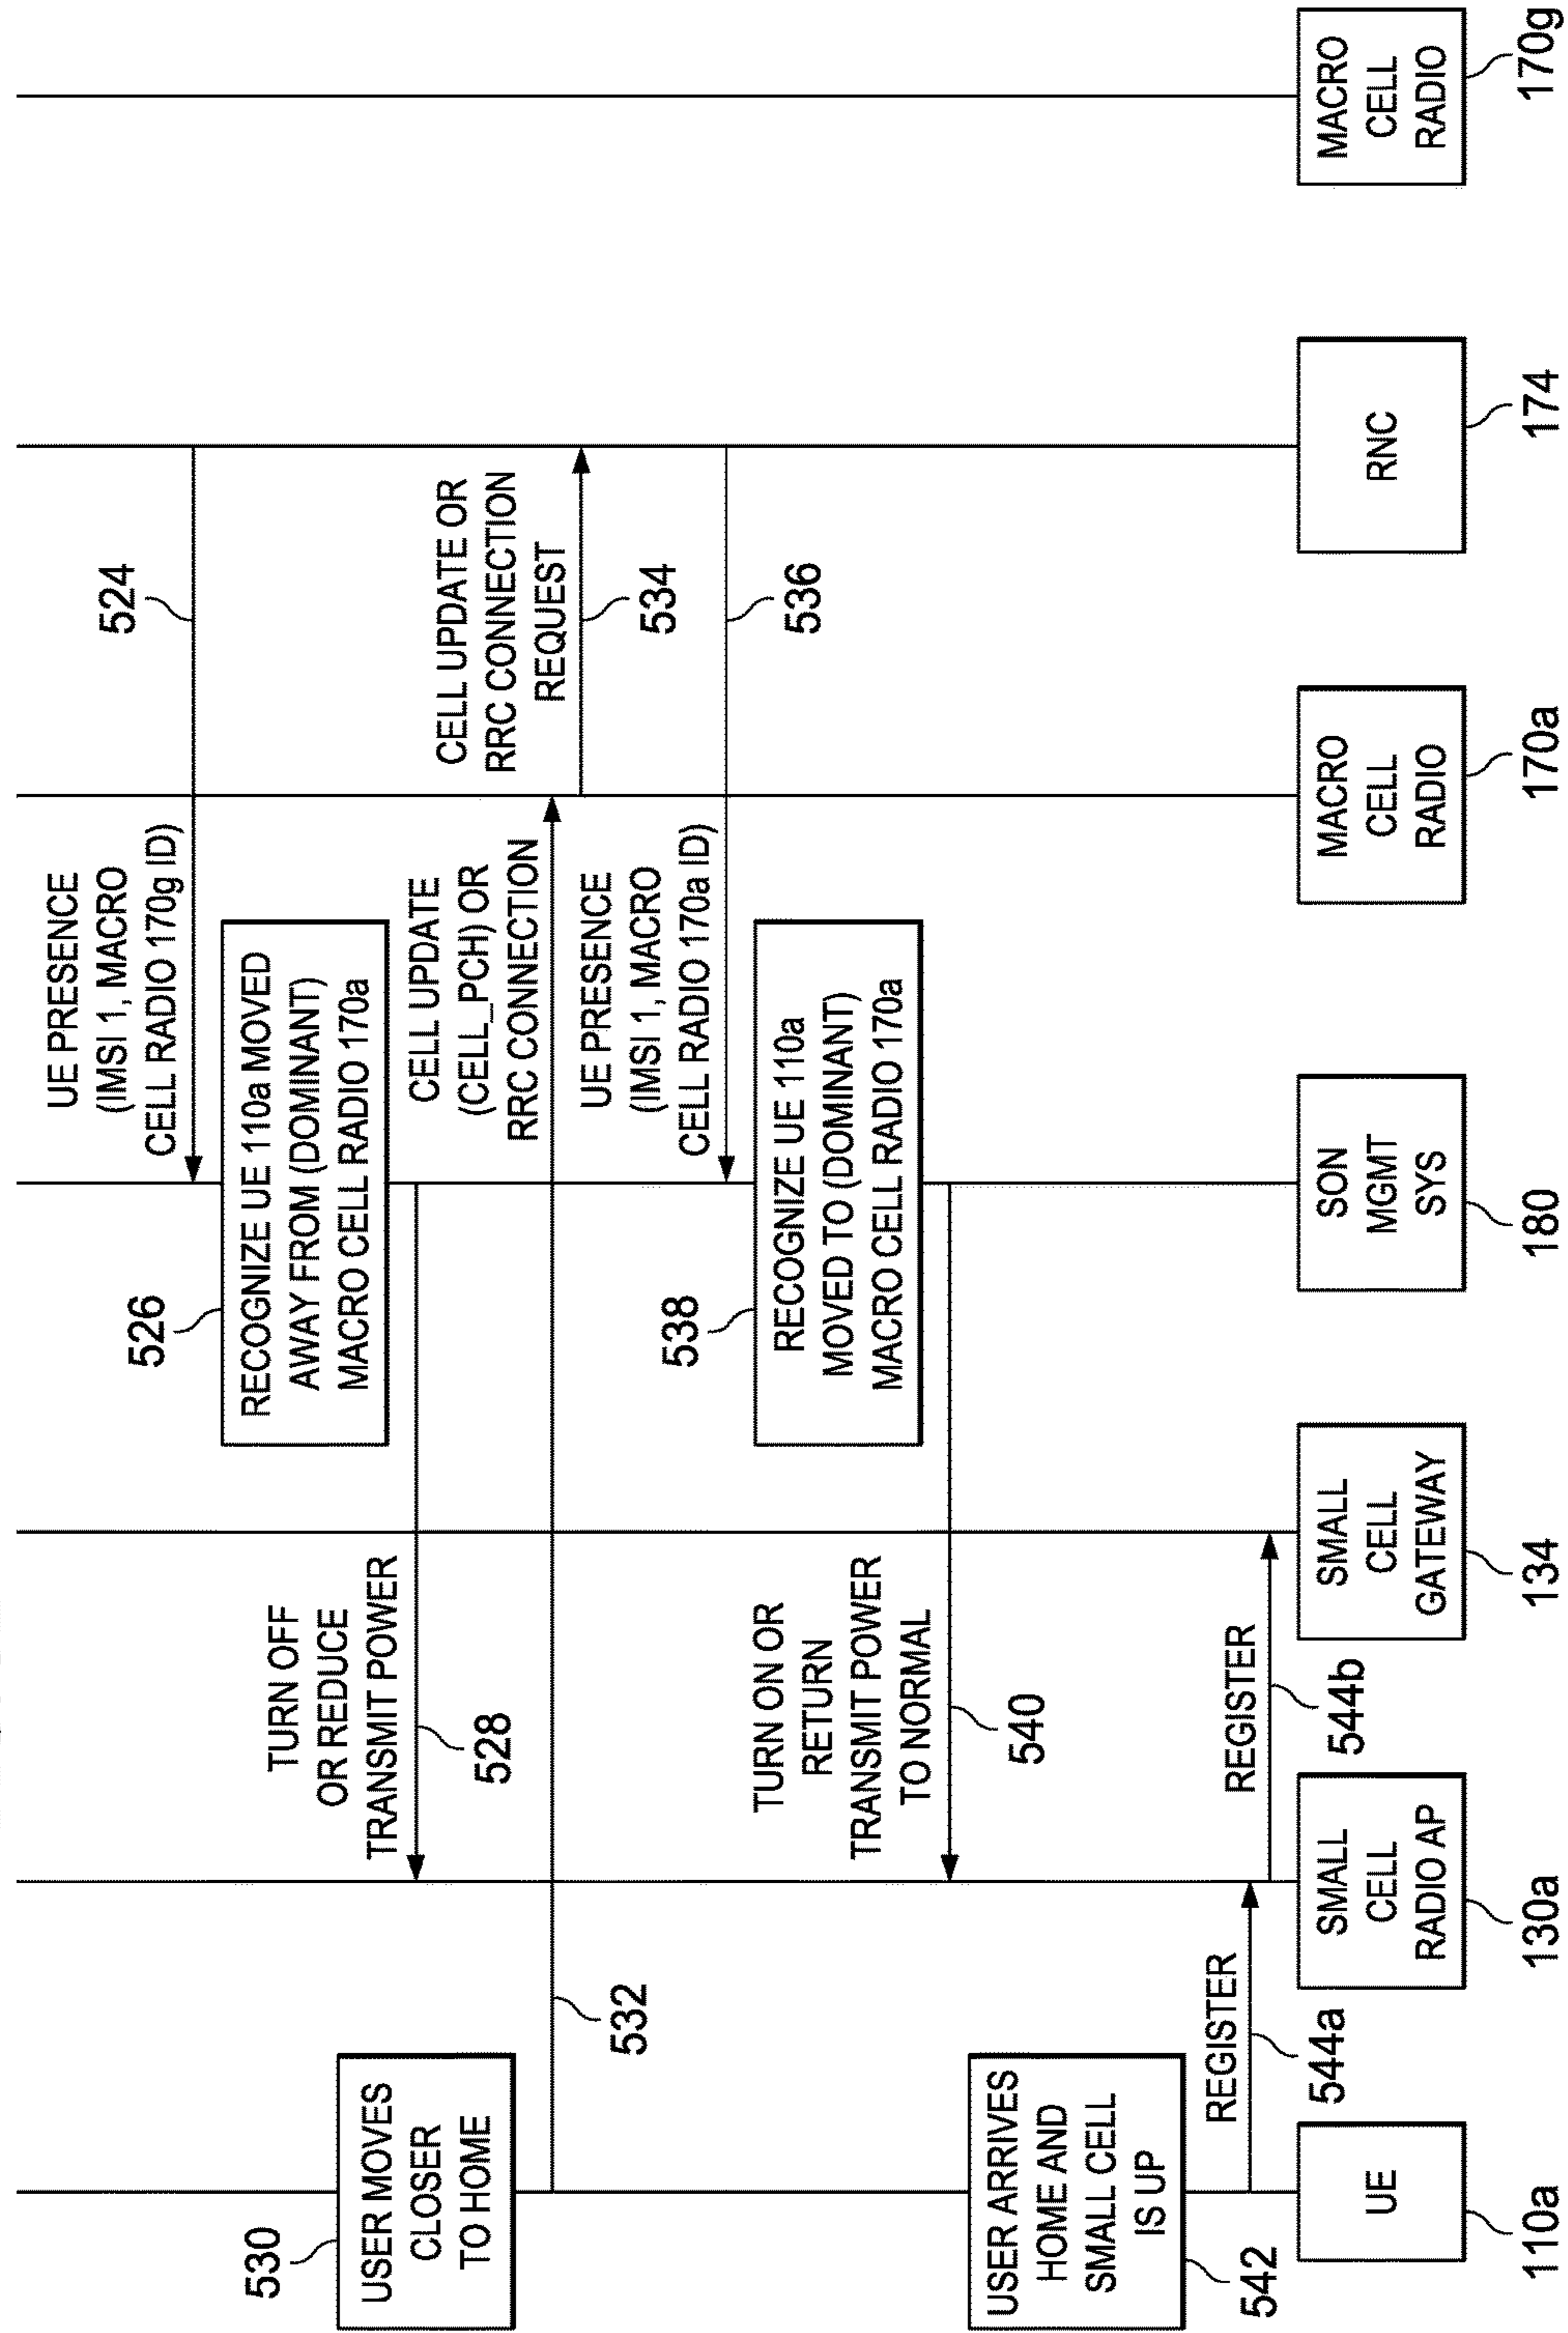 UE PRESENCE
(IMSI 1, MACRO
CELL RADIO 170g ID)
524
526
RECOGNIZE UE 110a MOVED
AWAY FROM (DOMINANT)
MACRO CELL RADIO 170a
TURN OFF
OR REDUCE
TRANSMIT POWER
528
530
USER MOVES
CLOSER
TO HOME
CELL UPDATE
(CELL_PCH) OR
RRC CONNECTION
532
CELL UPDATE OR
RRC CONNECTION
REQUEST
534
UE PRESENCE
(IMSI 1, MACRO
CELL RADIO 170a ID)
536
538
RECOGNIZE UE 110a
MOVED TO (DOMINANT)
MACRO CELL RADIO 170a
TURN ON OR
RETURN
TRANSMIT POWER
TO NORMAL
540
USER ARRIVES
HOME AND
SMALL CELL
IS UP
542
REGISTER
544a
REGISTER
544b
UE
110a
SMALL
CELL
RADIO AP
130a
SMALL
CELL
GATEWAY
134
SON
MGMT
SYS
180
MACRO
CELL
RADIO
170a
RNC
174
MACRO
CELL
RADIO
170g